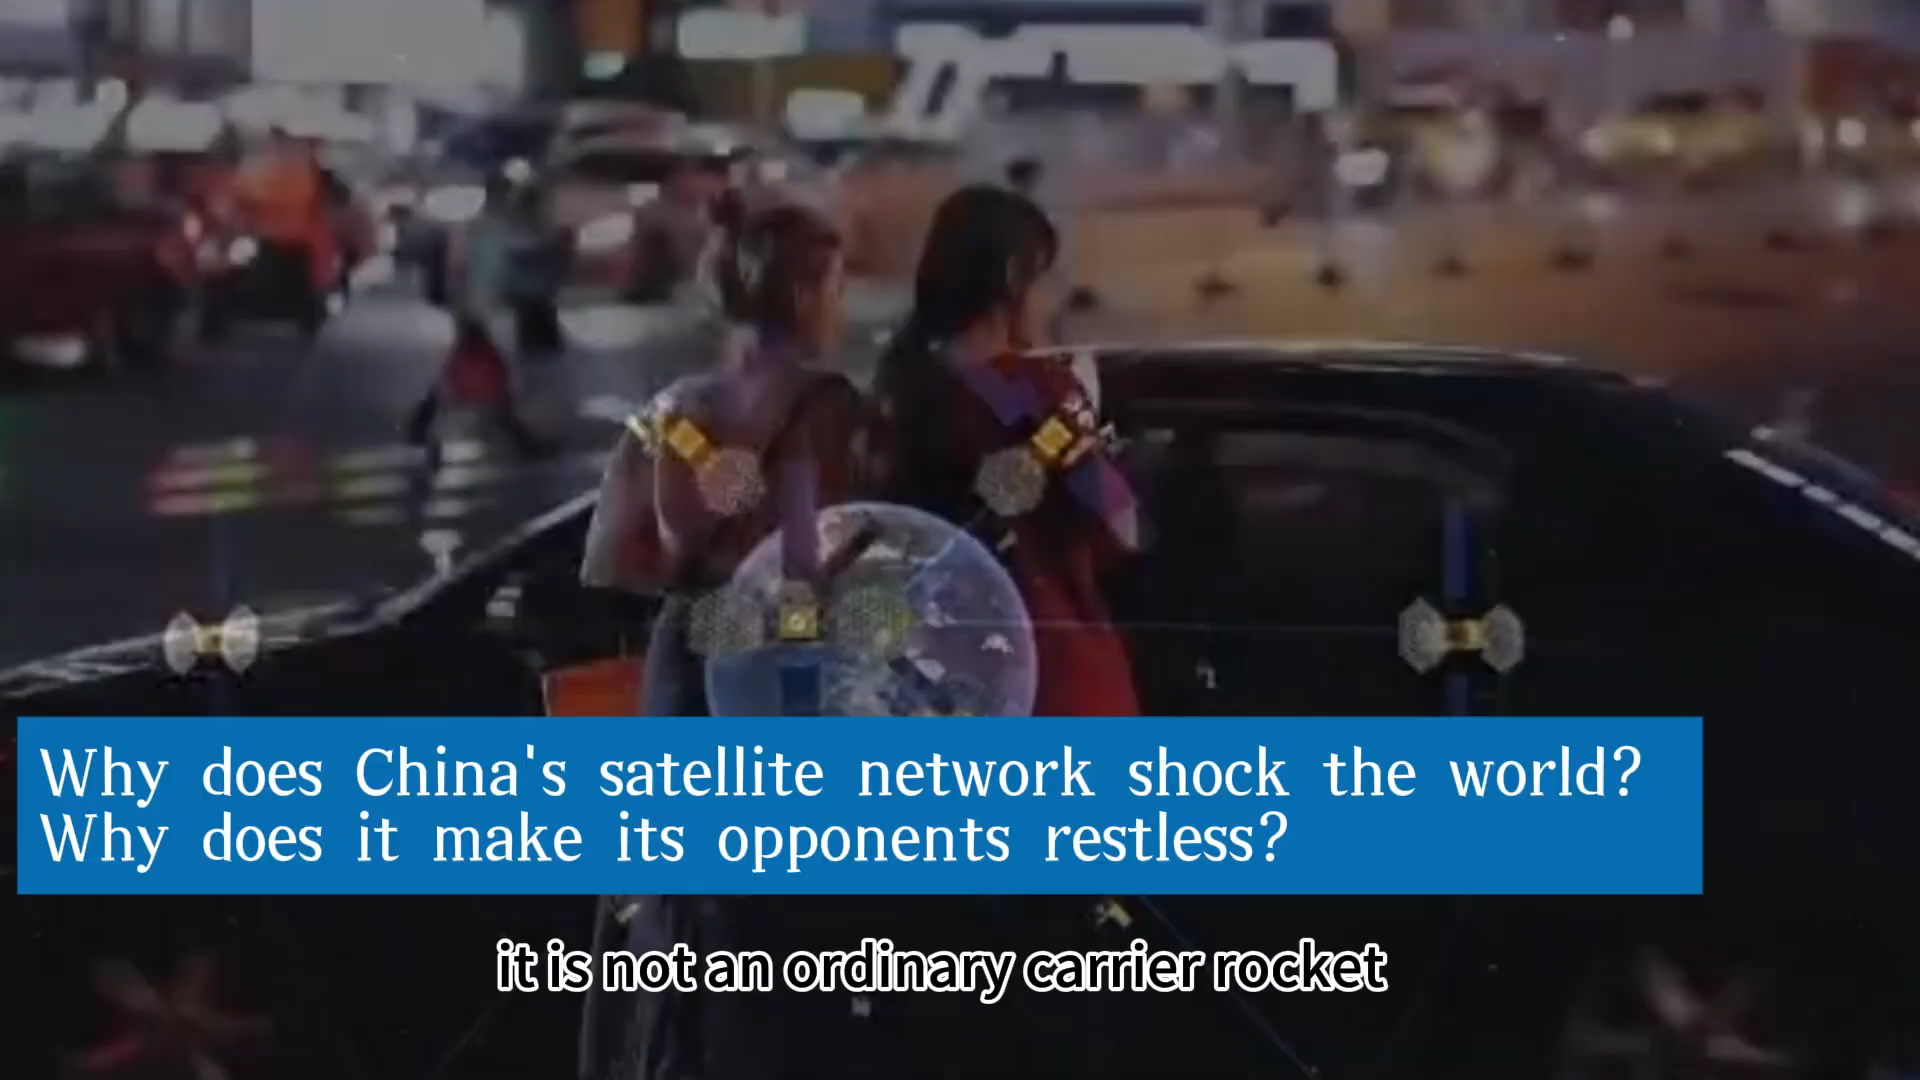 Why does China's satellite network shock the world?
Why does it make its opponents restless?
it is not an ordinary carrier rocket